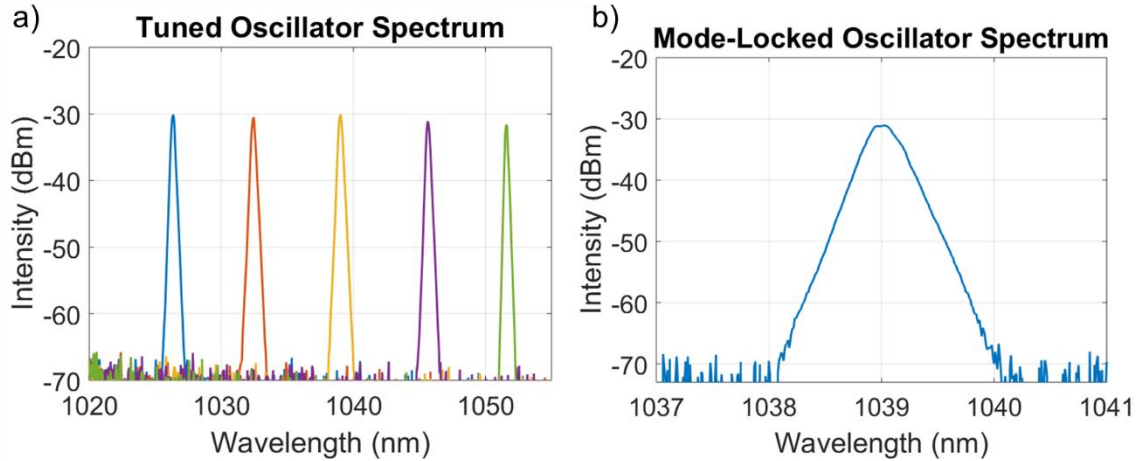 a)
Tuned Oscillator Spectrum
-20
-30
-40
-50
-60
-70
Intensity (dBm)
1020
1030
1040
1050
Wavelength (nm)
b)
Mode-Locked Oscillator Spectrum
-20
-30
-40
-50
-60
-70
Intensity (dBm)
1037
1038
1039
1040
1041
Wavelength (nm)